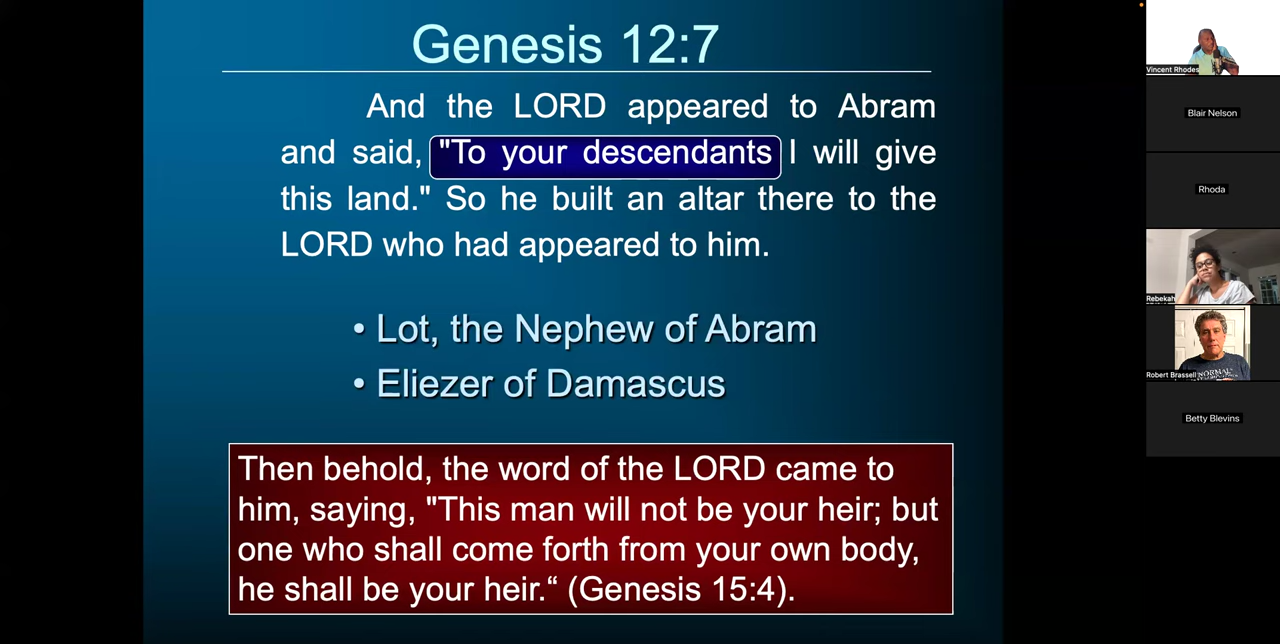 Genesis 12:7
And the LORD appeared to Abram
and said, "To your descendants I will give
this land." So he built an altar there to the
LORD who had appeared to him.
• Lot, the Nephew of Abram
• Eliezer of Damascus
Then behold, the word of the LORD came to
him, saying, "This man will not be your heir; but
one who shall come forth from your own body,
he shall be your heir.“ (Genesis 15:4).
Vincent Rhodes
Blair Nelson
Rhoda
Rebekah
NORMAL
Robert Brassell
Betty Blevins